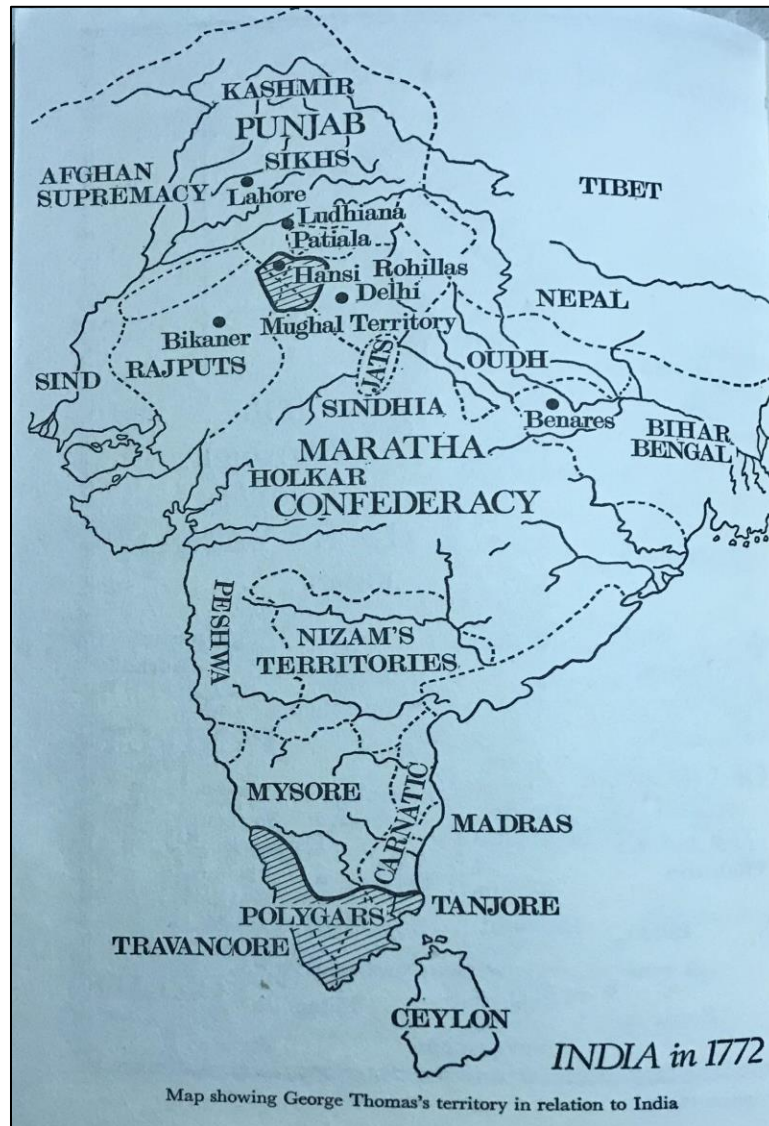 KASHMIR
PUNJAB
SIKHS
AFGHAN
SUPREMACY
Lahore
TIBET
Ludhiana
Patiala
Hansi
Rohillas
Delhi
NEPAL
Bikaner
Mughal Territory
RAJPUTS
JATS
OUDH
SIND
SINDHIA
Benares
BIHAR
BENGAL
MARATHA
HOLKAR
CONFEDERACY
PESHWA
NIZAM'S
TERRITORIES
MYSORE
CARNATIC
MADRAS
POLYGARS
TANJORE
TRAVANCORE
CEYLON
INDIA in 1772
Map showing George Thomas's territory in relation to India